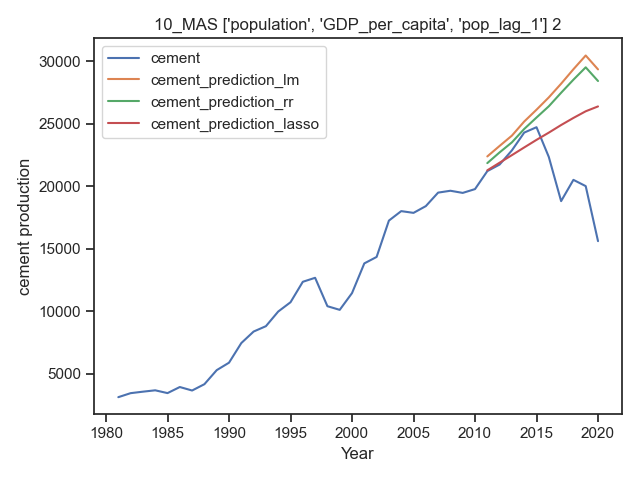 10_MAS ['population', 'GDP_per_capita', 'pop_lag_1'] 2
cement
cement_prediction_lm
cement_prediction_rr
cement_prediction_lasso
30000
25000
20000
15000
10000
5000
cement production
1980
1985
1990
1995
2000
2005
2010
2015
2020
Year